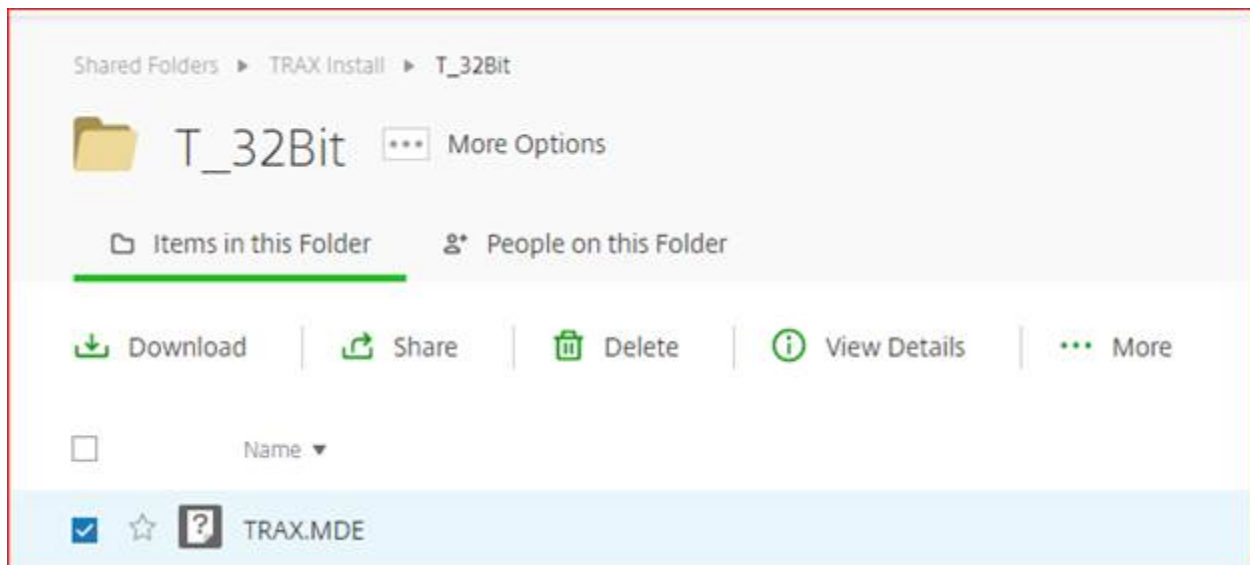 Shared Folders ▸ TRAX Install ▸ T_32Bit
T_32Bit ... More Options
Items in this Folder People on this Folder
Download Share Delete View Details ... More
Name ▼
TRAX.MDE